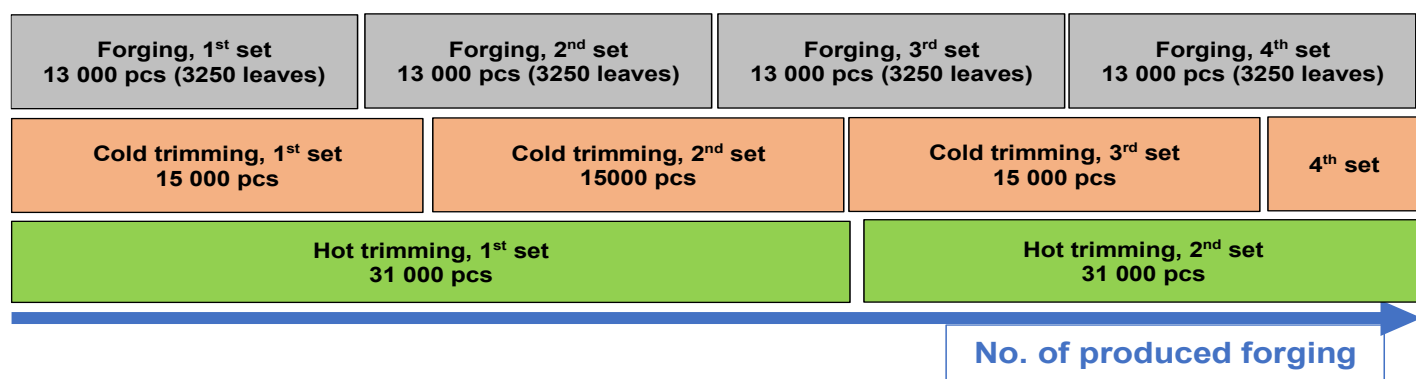 Forging, 1st set
13 000 pcs (3250 leaves)
Forging, 2nd set
13 000 pcs (3250 leaves)
Forging, 3rd set
13 000 pcs (3250 leaves)
Forging, 4th set
13 000 pcs (3250 leaves)
Cold trimming, 1st set
15 000 pcs
Cold trimming, 2nd set
15000 pcs
Cold trimming, 3rd set
15 000 pcs
4th set
Hot trimming, 1st set
31 000 pcs
Hot trimming, 2nd set
31 000 pcs
No. of produced forging